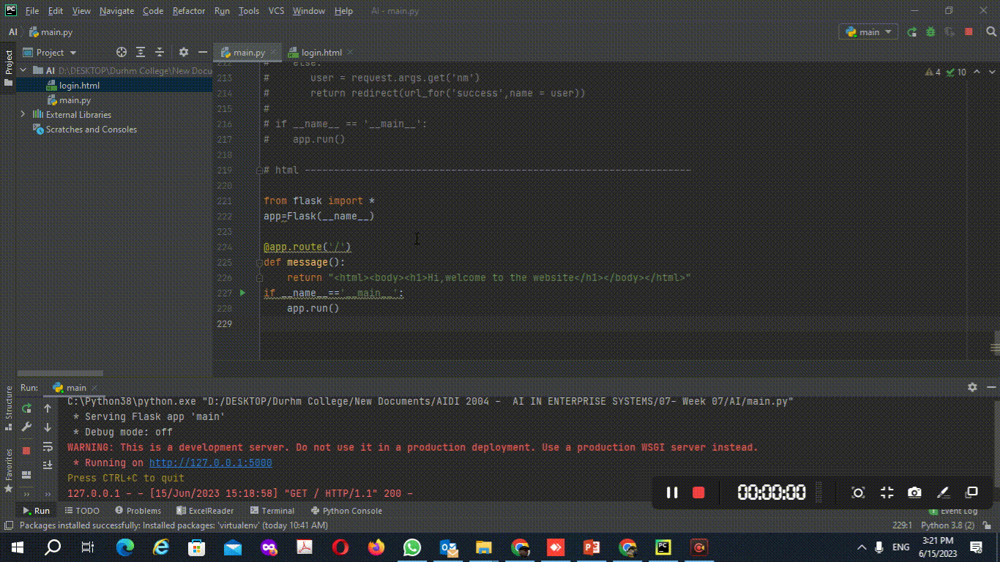 File Edit View Navigate Code Refactor Run Tools VCS Window Help AI - main.py
AI main.py main
Project main.py login.html
AI D:\DESKTOP\Durhm College\New Docu
login.html
main.py
External Libraries
Scratches and Consoles
Project
4 10
212 # else:
213 # user = request.args.get('nm')
214 # return redirect(url_for('success',name = user))
215 #
216 # if __name__ == '__main__':
217 # app.run()
218
219 # html ------------------------------------------------------------------
220
221 from flask import *
222 app=Flask(__name__)
223
224 @app.route('/')
225 def message():
226 return "<html><body><h1>Hi,welcome to the website</h1></body></html>"
227 if __name__=='__main__':
228 app.run()
229
Run: main
Structure
Favorites
C:\Python38\python.exe "D:/DESKTOP/Durhm College/New Documents/AIDI 2004 -  AI IN ENTERPRISE SYSTEMS/07- Week 07/AI/main.py"
* Serving Flask app 'main'
* Debug mode: off
WARNING: This is a development server. Do not use it in a production deployment. Use a production WSGI server instead.
* Running on http://127.0.0.1:5000
Press CTRL+C to quit
127.0.0.1 - - [15/Jun/2023 15:18:58] "GET / HTTP/1.1" 200 -
00:00:00
Run TODO Problems ExcelReader Terminal Python Console Event Log
Packages installed successfully: Installed packages: 'virtualenv' (today 10:41 AM) 229:1 Python 3.8 (2)
ENG 3:21 PM
6/15/2023